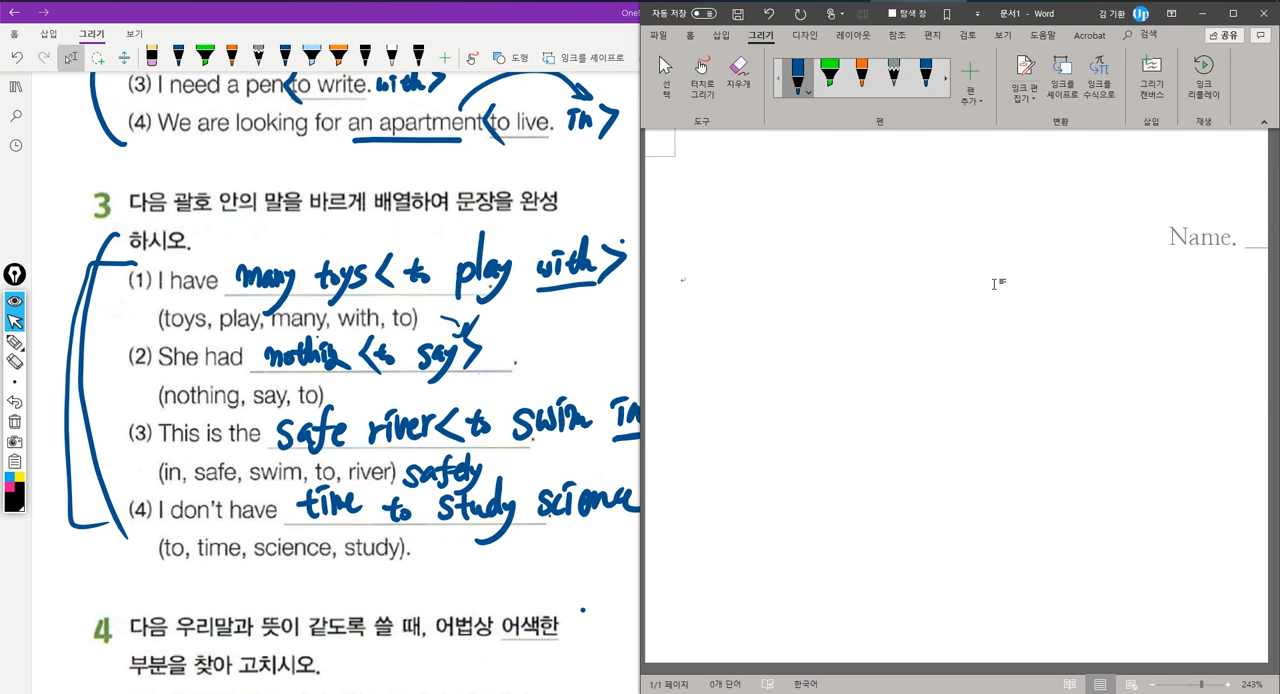 OneN
홈 삽입 그리기 보기
도형 잉크를 셰이프로
(3) I need a pen < to write. with >
(4) We are looking for an apartment < to live. in >
3 다음 괄호 안의 말을 바르게 배열하여 문장을 완성
하시오.
(1) I have many toys < to play with > .
(toys, play, many, with, to)
(2) She had nothing < to say > .
(nothing, say, to)
(3) This is the safe river < to swim in .
(in, safe, swim, to, river) safely
(4) I don't have time to study science .
(to, time, science, study).
4 다음 우리말과 뜻이 같도록 쓸 때, 어법상 어색한
부분을 찾아 고치시오.
자동 저장 끔 탐색 창 문서1 - Word 김 기환 Up
파일 홈 삽입 그리기 디자인 레이아웃 참조 편지 검토 보기 도움말 Acrobat 검색 공유
선택 터치로 그리기 지우개 펜 추가 잉크 편집기 잉크를 셰이프로 잉크를 수식으로 그리기 캔버스 잉크 리플레이
도구 펜 변환 삽입 재생
Name. __
1/1 페이지 0개 단어 한국어 243%